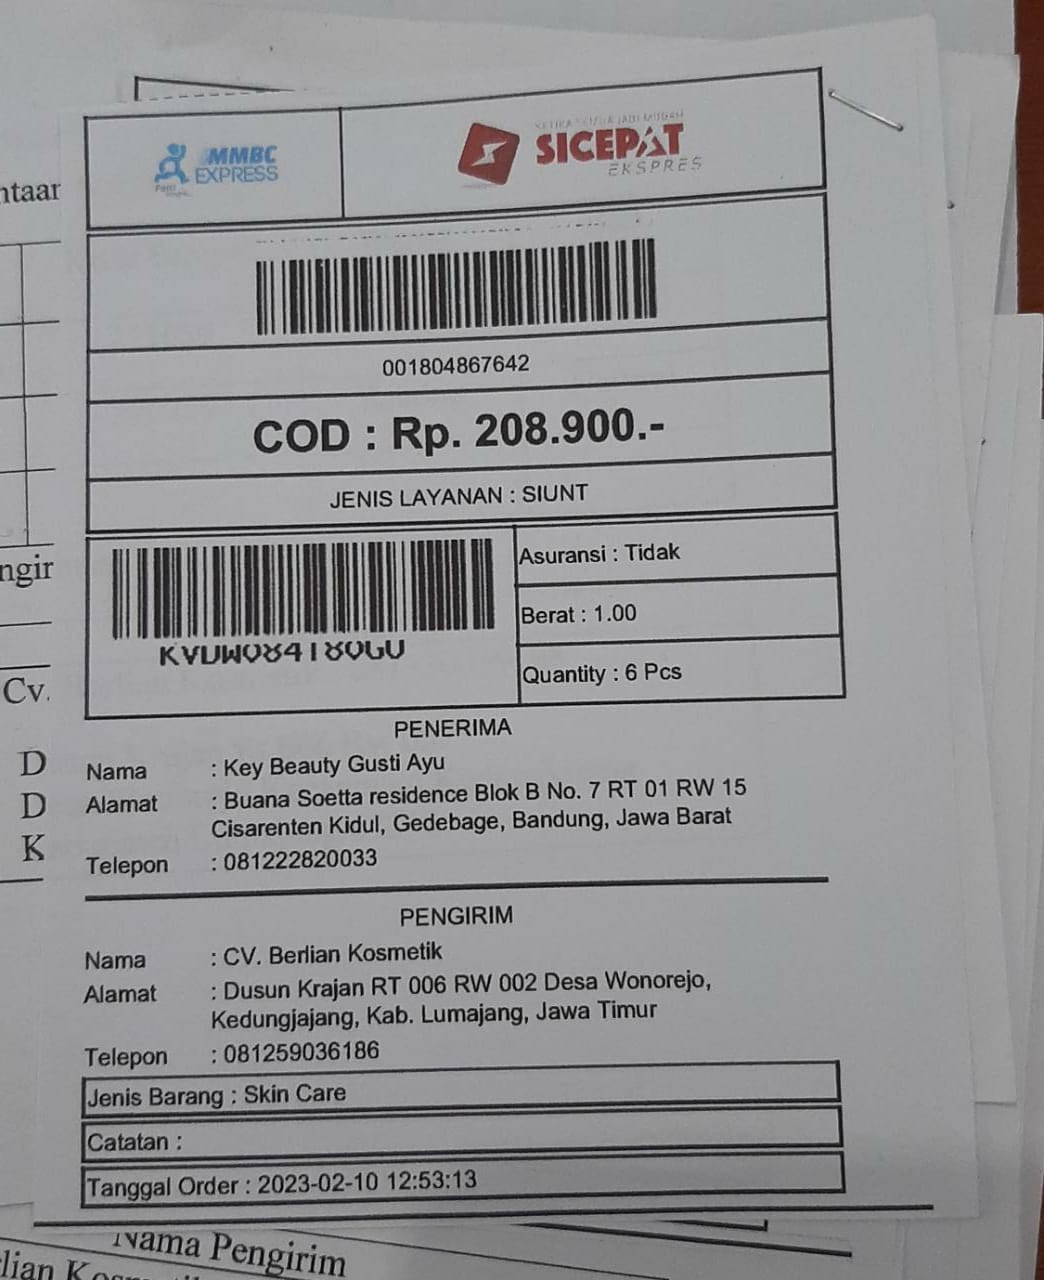 MMBC
EXPRESS
SICEPAT
EKSPRES
001804867642
COD : Rp. 208.900.-
JENIS LAYANAN : SIUNT
Asuransi : Tidak
Berat : 1.00
Quantity : 6 Pcs
PENERIMA
Nama : Key Beauty Gusti Ayu
Alamat : Buana Soetta residence Blok B No. 7 RT 01 RW 15
Cisarenten Kidul, Gedebage, Bandung, Jawa Barat
Telepon : 081222820033
PENGIRIM
Nama : CV. Berlian Kosmetik
Alamat : Dusun Krajan RT 006 RW 002 Desa Wonorejo,
Kedungjajang, Kab. Lumajang, Jawa Timur
Telepon : 081259036186
Jenis Barang : Skin Care
Catatan :
Tanggal Order : 2023-02-10 12:53:13
ntaar
ngir
Cv.
D
D
K
Nama Pengirim